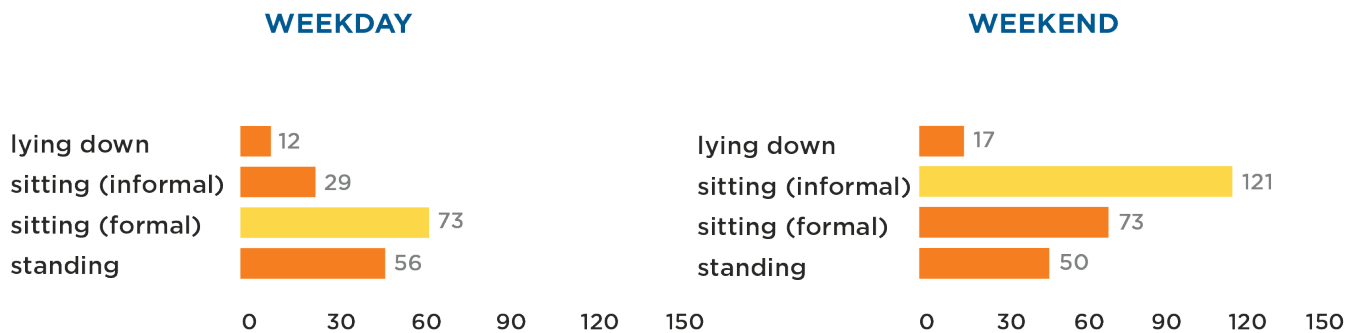 WEEKDAY
lying down 12
sitting (informal) 29
sitting (formal) 73
standing 56
0 30 60 90 120 150
WEEKEND
lying down 17
sitting (informal) 121
sitting (formal) 73
standing 50
0 30 60 90 120 150